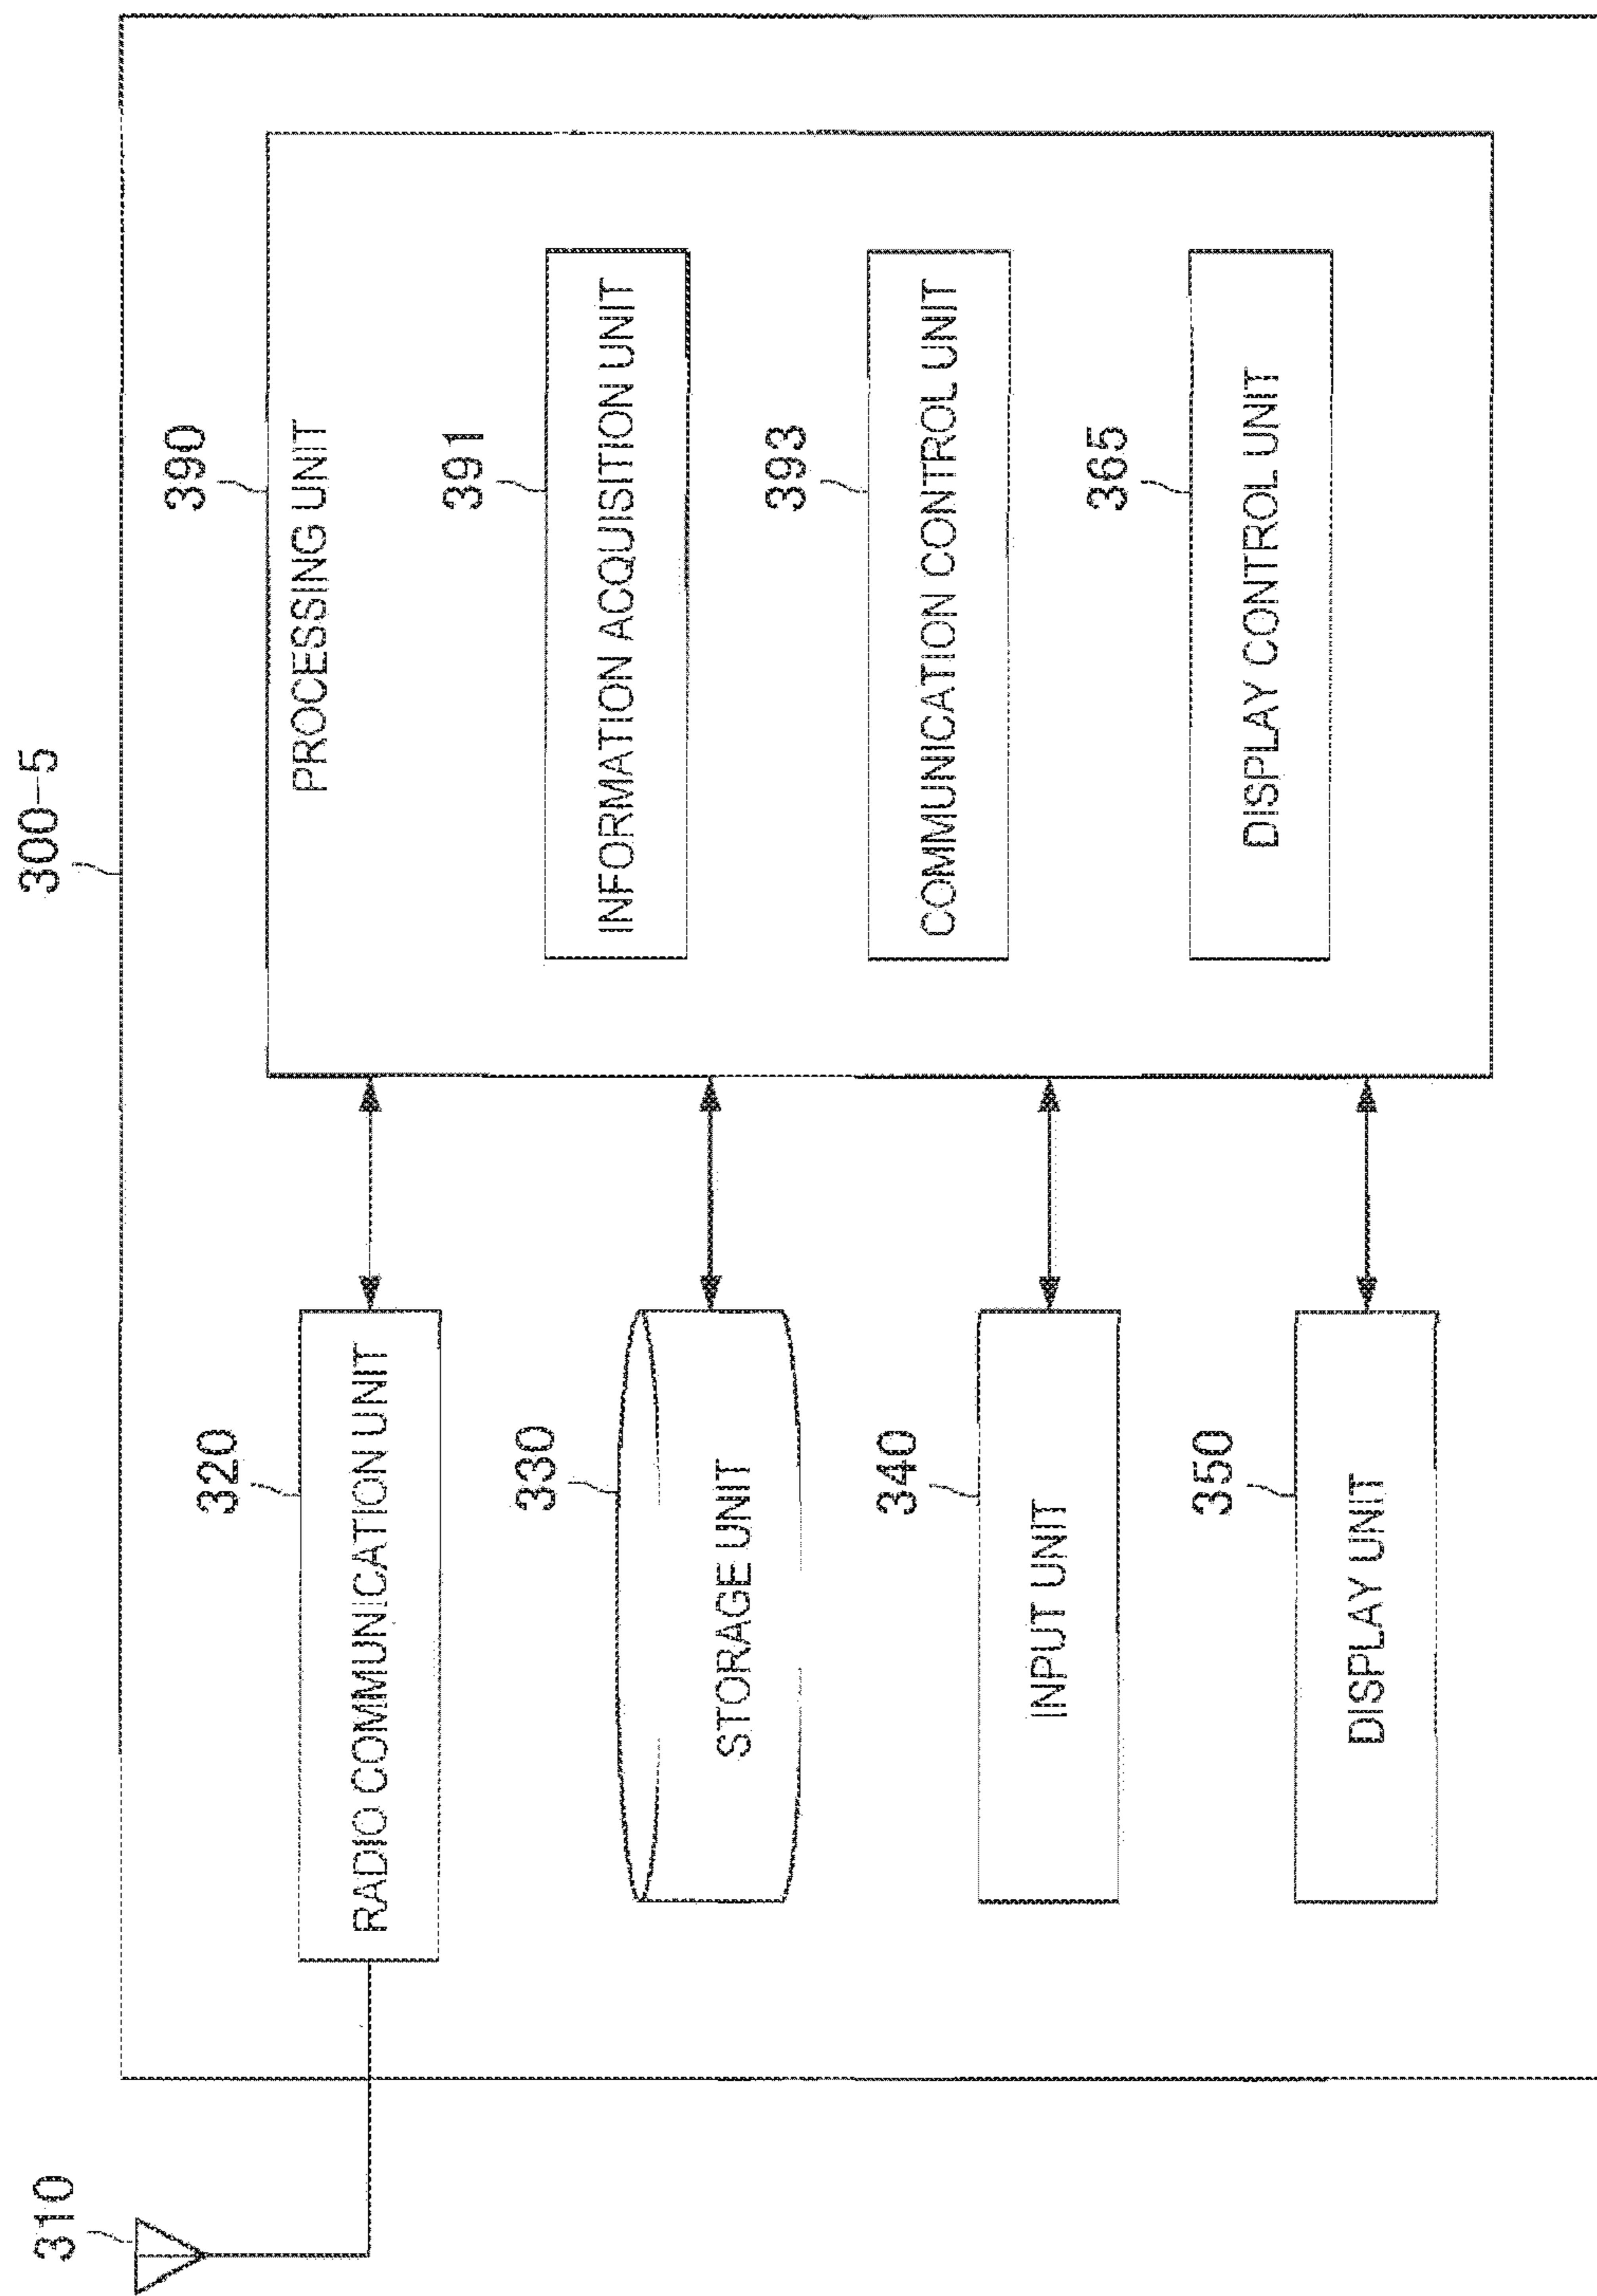 300-5
310
320
RADIO COMMUNICATION UNIT
330
STORAGE UNIT
340
INPUT UNIT
350
DISPLAY UNIT
390
PROCESSING UNIT
391
INFORMATION ACQUISITION UNIT
393
COMMUNICATION CONTROL UNIT
365
DISPLAY CONTROL UNIT